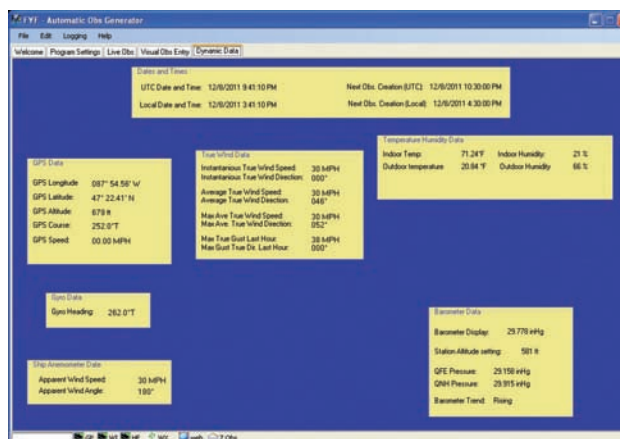 FYF - Automatic Obs Generator
File Edit Logging Help
Welcome Program Settings Live Obs Visual Obs Entry Dynamic Data
Dates and Times
UTC Date and Time: 12/8/2011 9:41:10 PM Next Obs. Creation (UTC): 12/8/2011 10:30:00 PM
Local Date and Time: 12/8/2011 3:41:10 PM Next Obs. Creation (Local): 12/8/2011 4:30:00 PM
GPS Data
GPS Longitude 087° 54.56' W
GPS Latitude: 47° 22.41' N
GPS Altitude 679 ft
GPS Course: 252.0°T
GPS Speed: 00.00 MPH
True Wind Data
Instantanious True Wind Speed: 30 MPH
Instantanious True Wind Direction: 000°
Average True Wind Speed: 30 MPH
Average True Wind Direction: 046°
Max Ave True Wind Speed: 30 MPH
Max Ave. True Wind Direction: 052°
Max True Gust Last Hour: 38 MPH
Max Gust True Dir. Last Hour: 000°
Temperature Humidity Data
Indoor Temp: 71.24°F Indoor Humidity: 21 %
Outdoor temperature 20.84 °F Outdoor Humidity 66 %
Gyro Data
Gyro Heading: 262.0°T
Ship Anemometer Data
Apparent Wind Speed: 30 MPH
Apparent Wind Angle: 180°
Barometer Data
Barometer Display: 29.778 inHg
Station Altitude setting: 581 ft
QFE Pressure: 29.158 inHg
QNH Pressure: 29.915 inHg
Barometer Trend: Rising